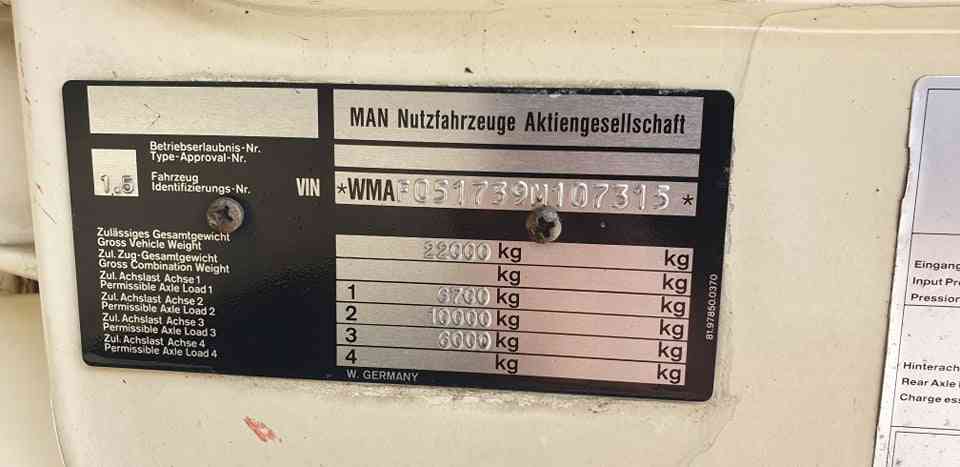 MAN Nutzfahrzeuge Aktiengesellschaft
Betriebserlaubnis-Nr.
Type-Approval-Nr.
1.5
Fahrzeug
Identifizierungs-Nr.
VIN
*WMAF051739M107315*
Zulässiges Gesamtgewicht
Gross Vehicle Weight
22000 kg kg
Zul. Zug-Gesamtgewicht
Gross Combination Weight
kg kg
Zul. Achslast Achse 1
Permissible Axle Load 1
1 6700 kg kg
Zul. Achslast Achse 2
Permissible Axle Load 2
2 10000 kg kg
Zul. Achslast Achse 3
Permissible Axle Load 3
3 6000 kg kg
Zul. Achslast Achse 4
Permissible Axle Load 4
4 kg
W. GERMANY
81.97850.0370
Eingang
Input Pre
Pression
Hinterach
Rear Axle
Charge ess